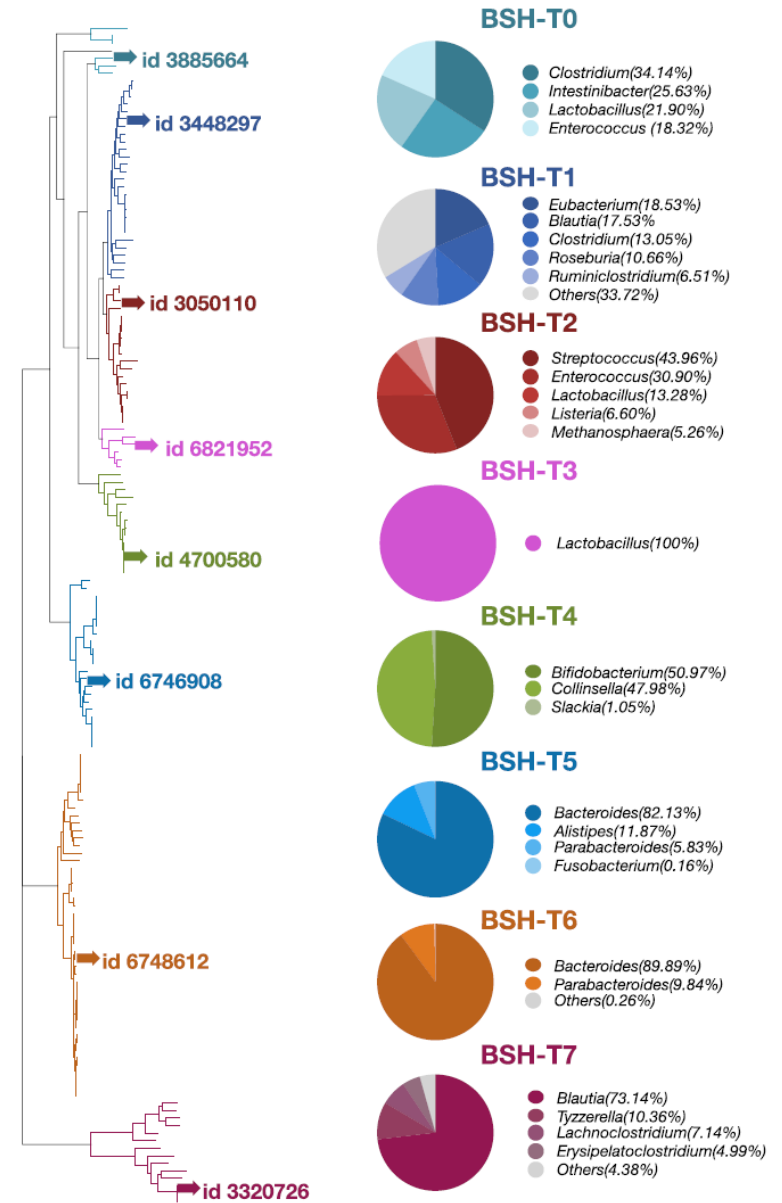 BSH-T0
id 3885664
Clostridium(34.14%)
Intestinibacter(25.63%)
Lactobacillus(21.90%)
Enterococcus (18.32%)
id 3448297
BSH-T1
Eubacterium(18.53%)
Blautia(17.53%
Clostridium(13.05%)
Roseburia(10.66%)
Ruminiclostridium(6.51%)
Others(33.72%)
id 3050110
BSH-T2
Streptococcus(43.96%)
Enterococcus(30.90%)
Lactobacillus(13.28%)
Listeria(6.60%)
Methanosphaera(5.26%)
id 6821952
BSH-T3
Lactobacillus(100%)
id 4700580
BSH-T4
Bifidobacterium(50.97%)
Collinsella(47.98%)
Slackia(1.05%)
id 6746908
BSH-T5
Bacteroides(82.13%)
Alistipes(11.87%)
Parabacteroides(5.83%)
Fusobacterium(0.16%)
BSH-T6
id 6748612
Bacteroides(89.89%)
Parabacteroides(9.84%)
Others(0.26%)
BSH-T7
Blautia(73.14%)
Tyzzerella(10.36%)
Lachnoclostridium(7.14%)
Erysipelatoclostridium(4.99%)
Others(4.38%)
id 3320726